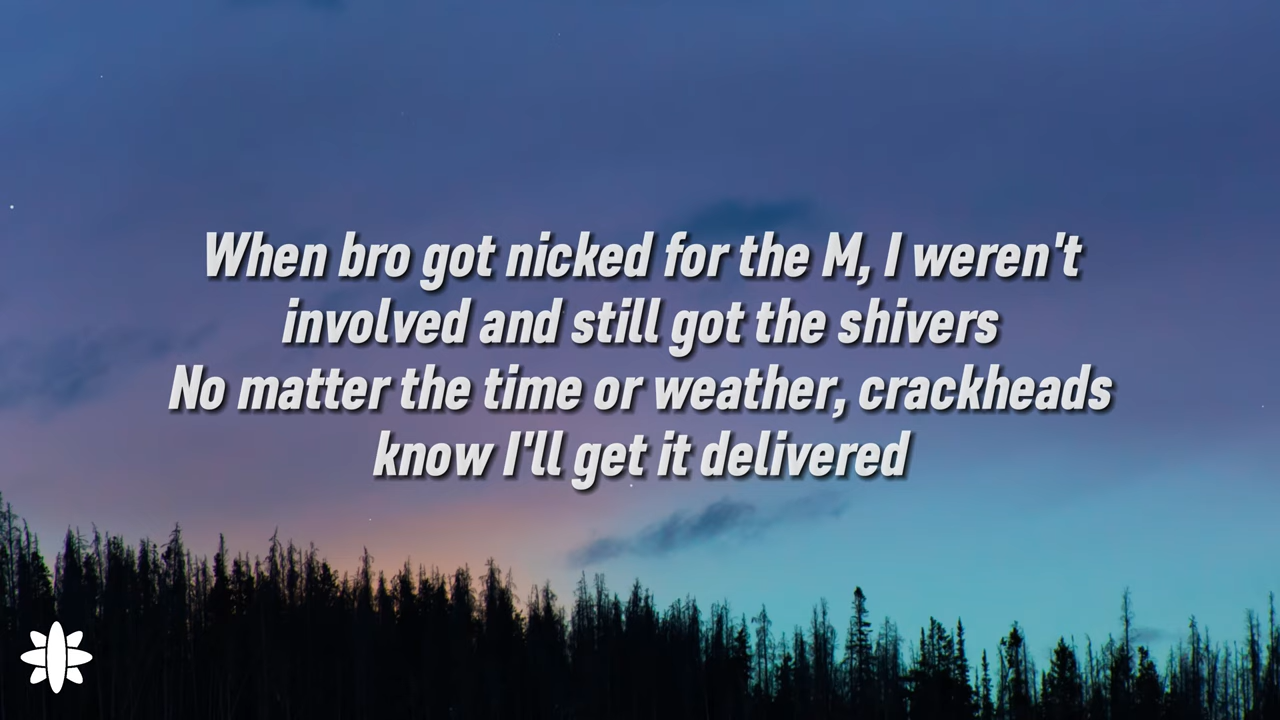 When bro got nicked for the M, I weren't
involved and still got the shivers
No matter the time or weather, crackheads
know I'll get it delivered